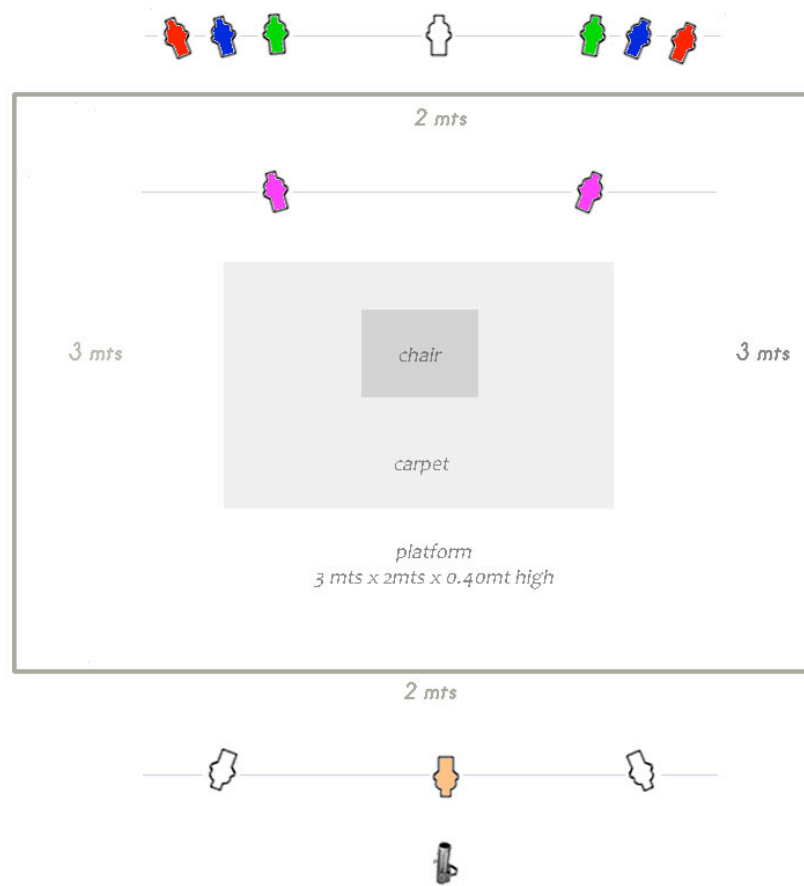 2 mts
3 mts
3 mts
chair
carpet
platform
3 mts x 2mts x 0.40mt high
2 mts